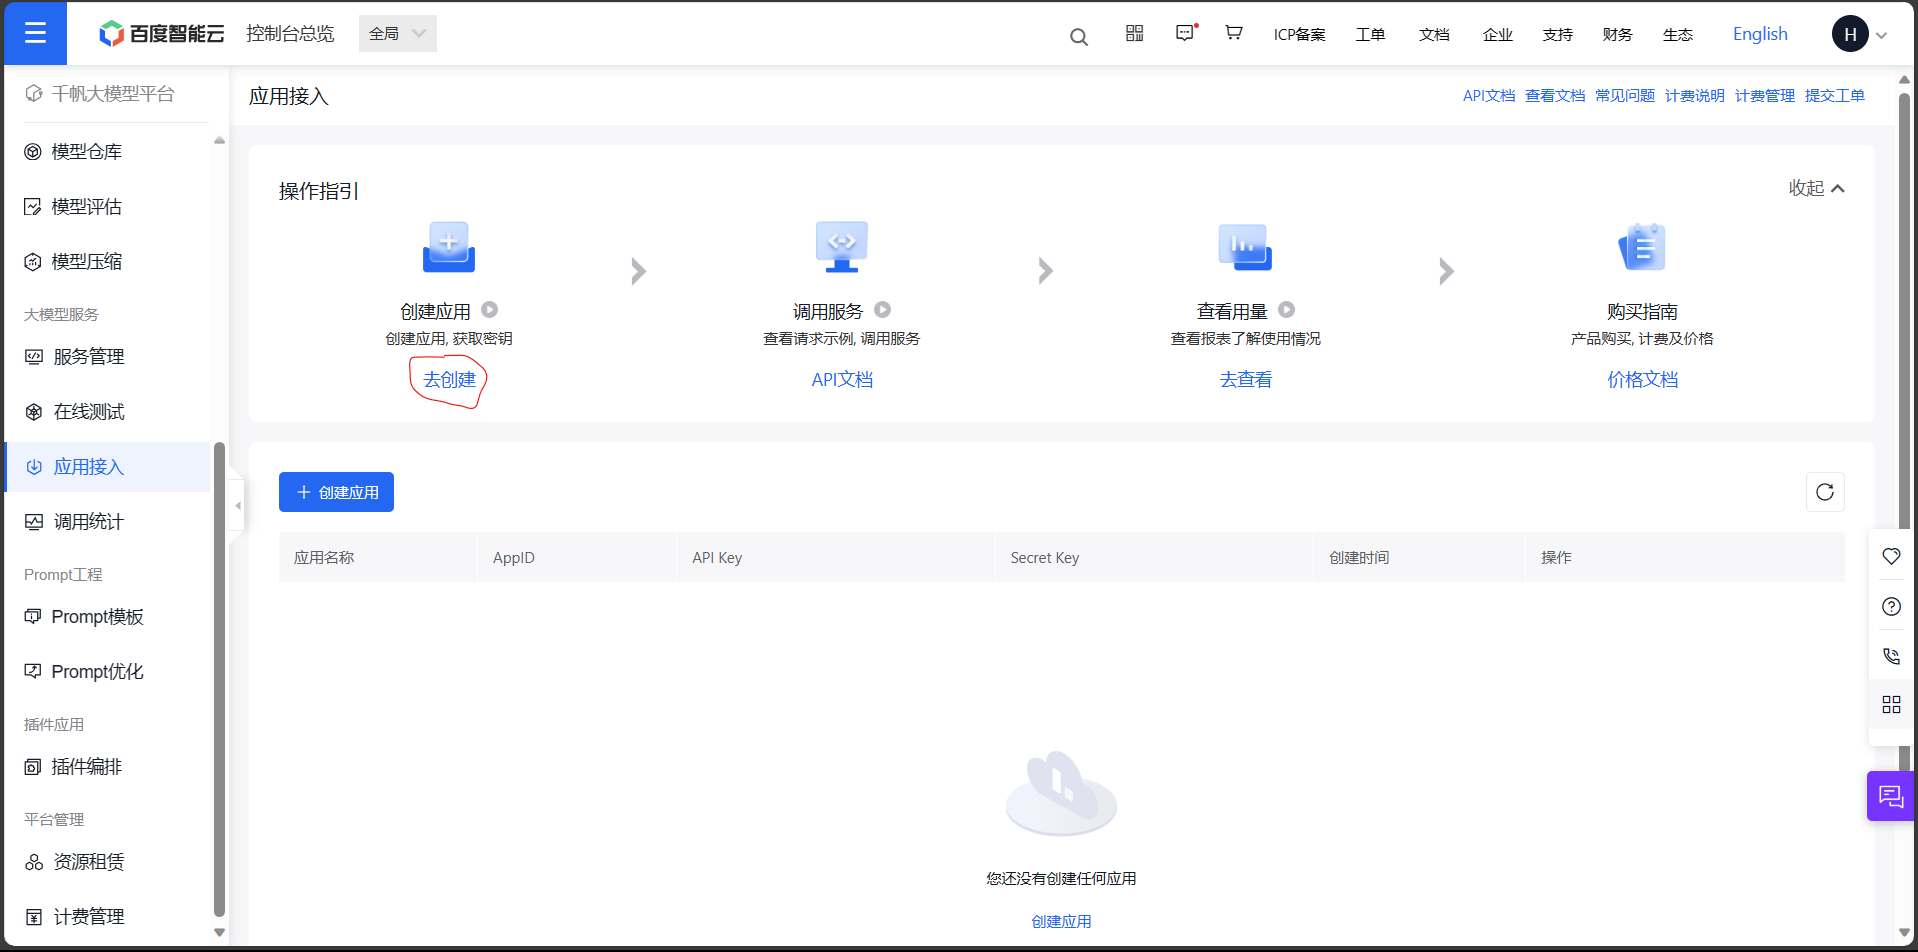 百度智能云
控制台总览
全局
ICP备案
工单
文档
企业
支持
财务
生态
English
H
千帆大模型平台
模型仓库
模型评估
模型压缩
大模型服务
服务管理
在线测试
应用接入
调用统计
Prompt工程
Prompt模板
Prompt优化
插件应用
插件编排
平台管理
资源租赁
计费管理
应用接入
API文档 查看文档 常见问题 计费说明 计费管理 提交工单
操作指引
收起
创建应用
创建应用, 获取密钥
去创建
调用服务
查看请求示例, 调用服务
API文档
查看用量
查看报表了解使用情况
去查看
购买指南
产品购买, 计费及价格
价格文档
创建应用
应用名称
AppID
API Key
Secret Key
创建时间
操作
您还没有创建任何应用
创建应用